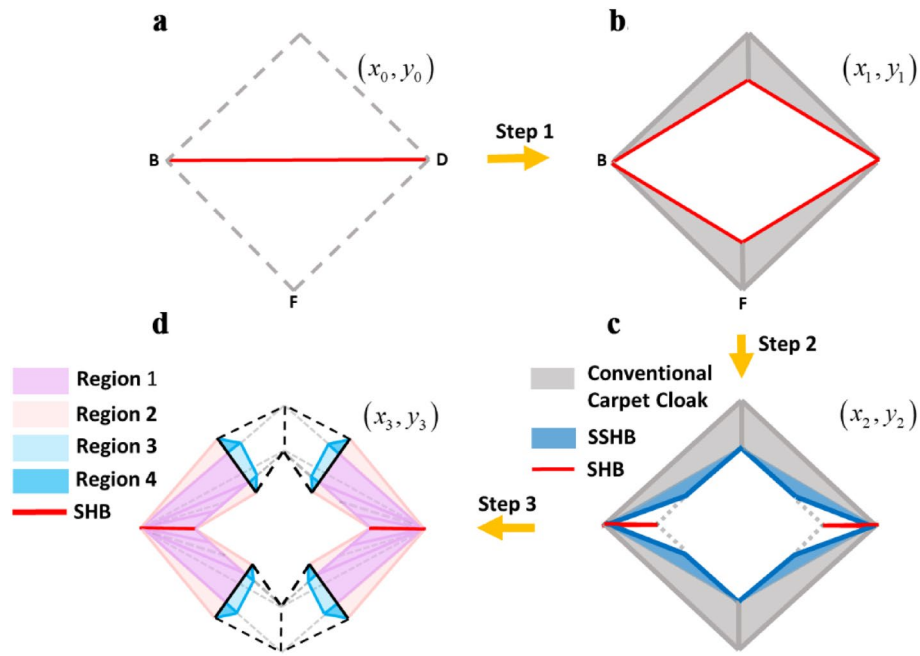 a
(x₀, y₀)
B
D
F
Step 1
b
(x₁, y₁)
B
F
Step 2
c
(x₂, y₂)
Conventional
Carpet Cloak
SSHB
SHB
Step 3
d
(x₃, y₃)
Region 1
Region 2
Region 3
Region 4
SHB